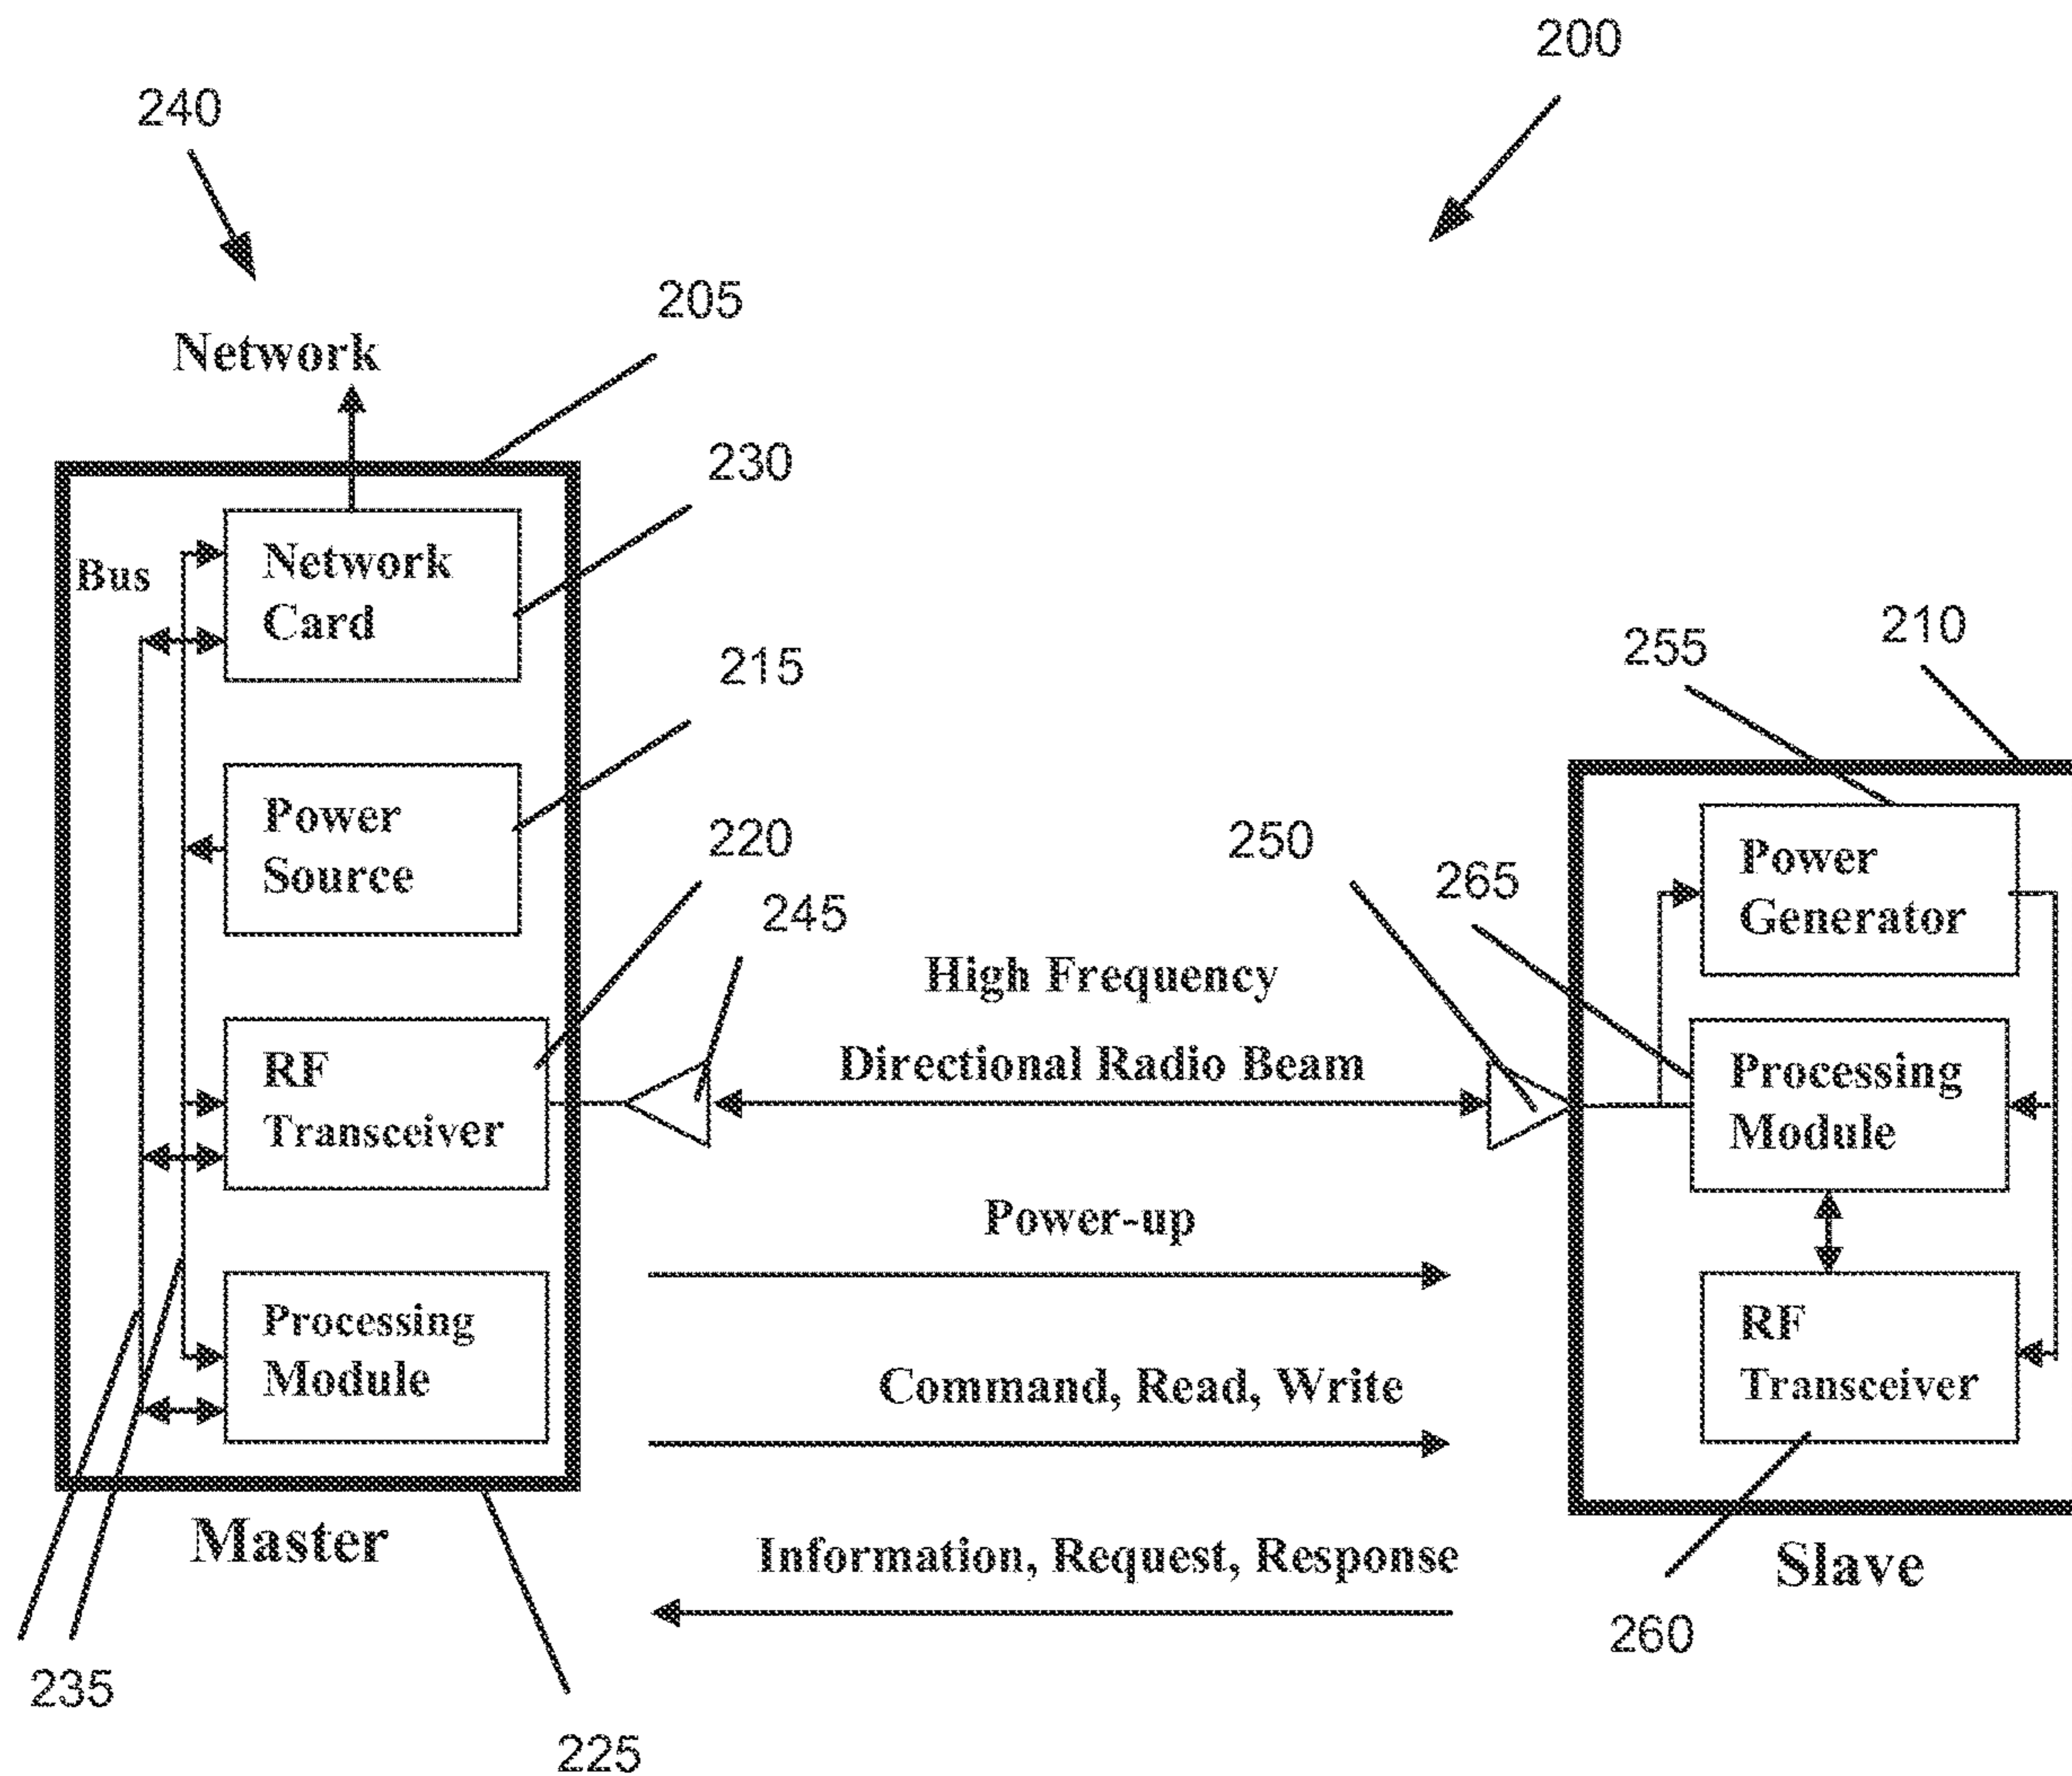 200
240
205
Network
230
Bus
Network
Card
215
210
255
Power
Source
220
250
265
245
Power
Generator
High Frequency
Directional Radio Beam
RF
Transceiver
Processing
Module
Power-up
Processing
Module
Command, Read, Write
RF
Transceiver
Master
Information, Request, Response
Slave
260
235
225